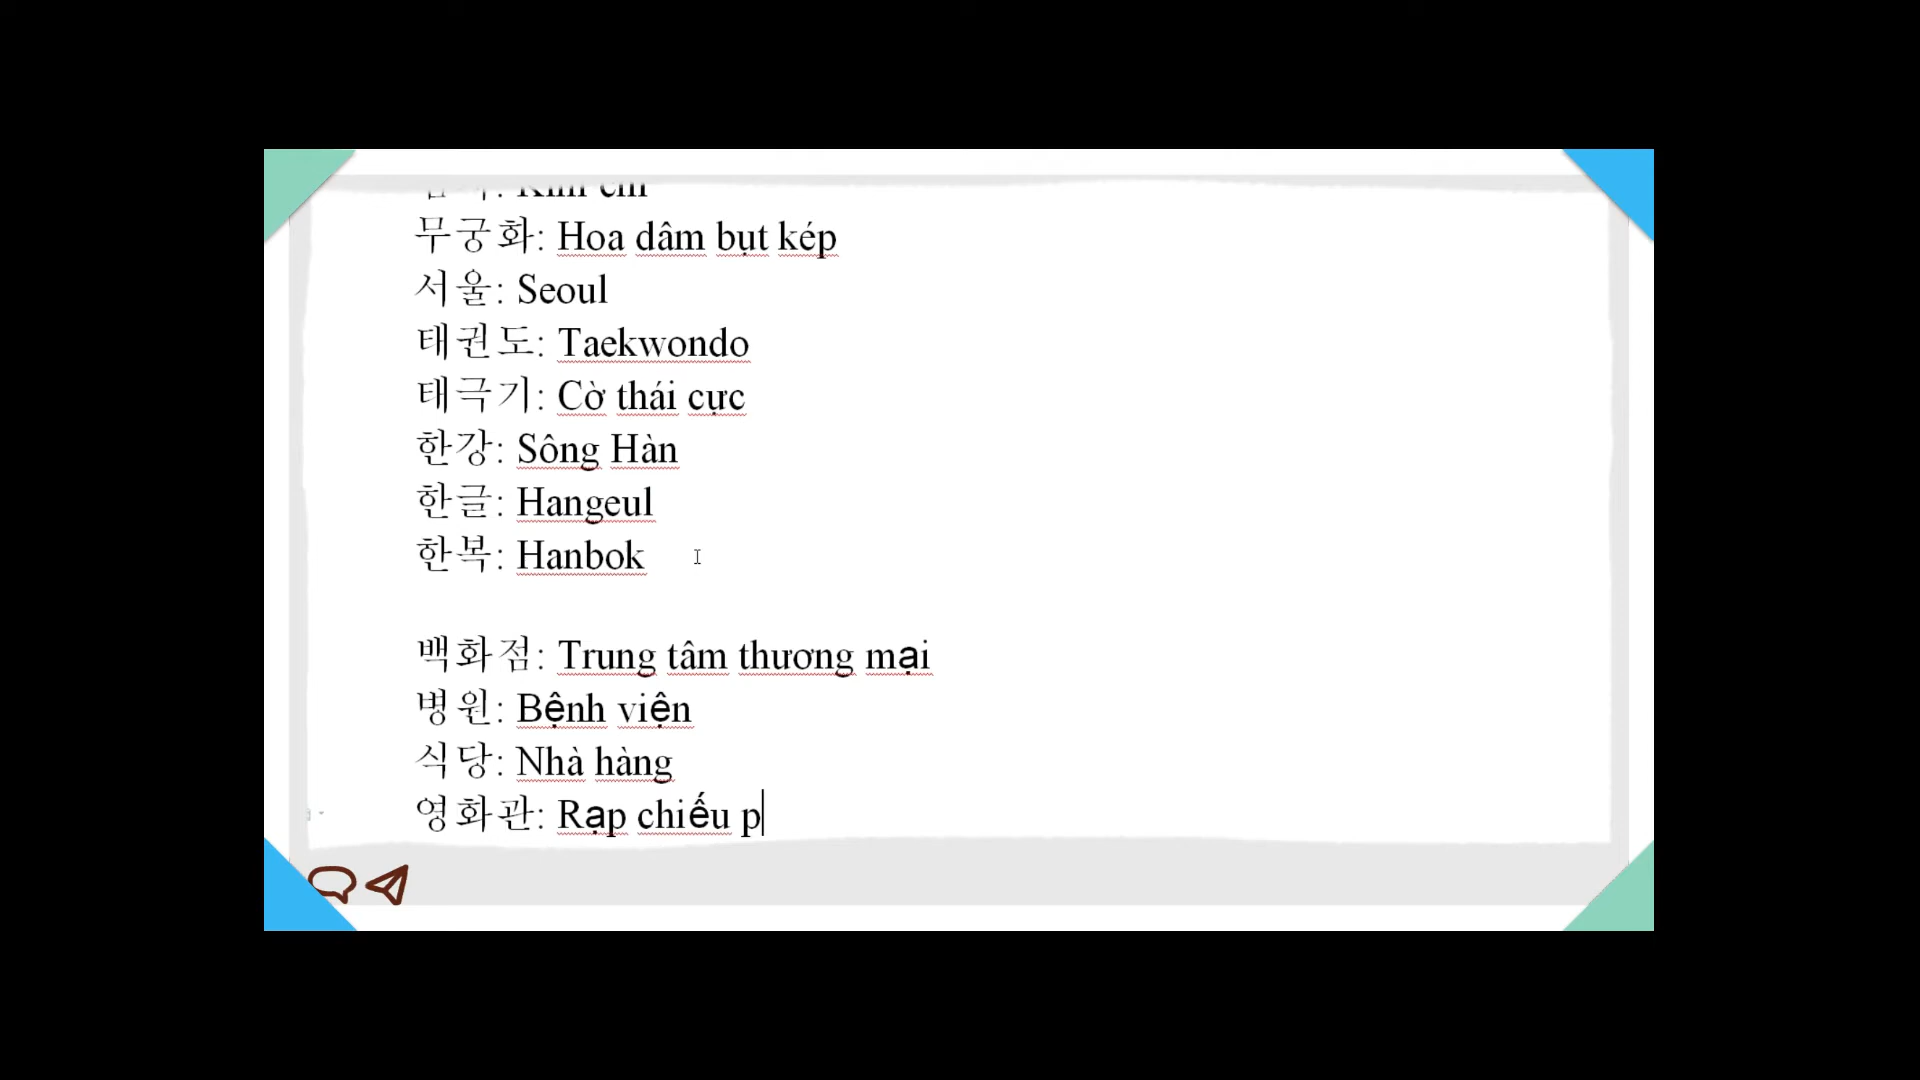 Kim chi
무궁화: Hoa dâm bụt kép
서울: Seoul
태권도: Taekwondo
태극기: Cờ thái cực
한강: Sông Hàn
한글: Hangeul
한복: Hanbok
백화점: Trung tâm thương mại
병원: Bệnh viện
식당: Nhà hàng
영화관: Rạp chiếu p